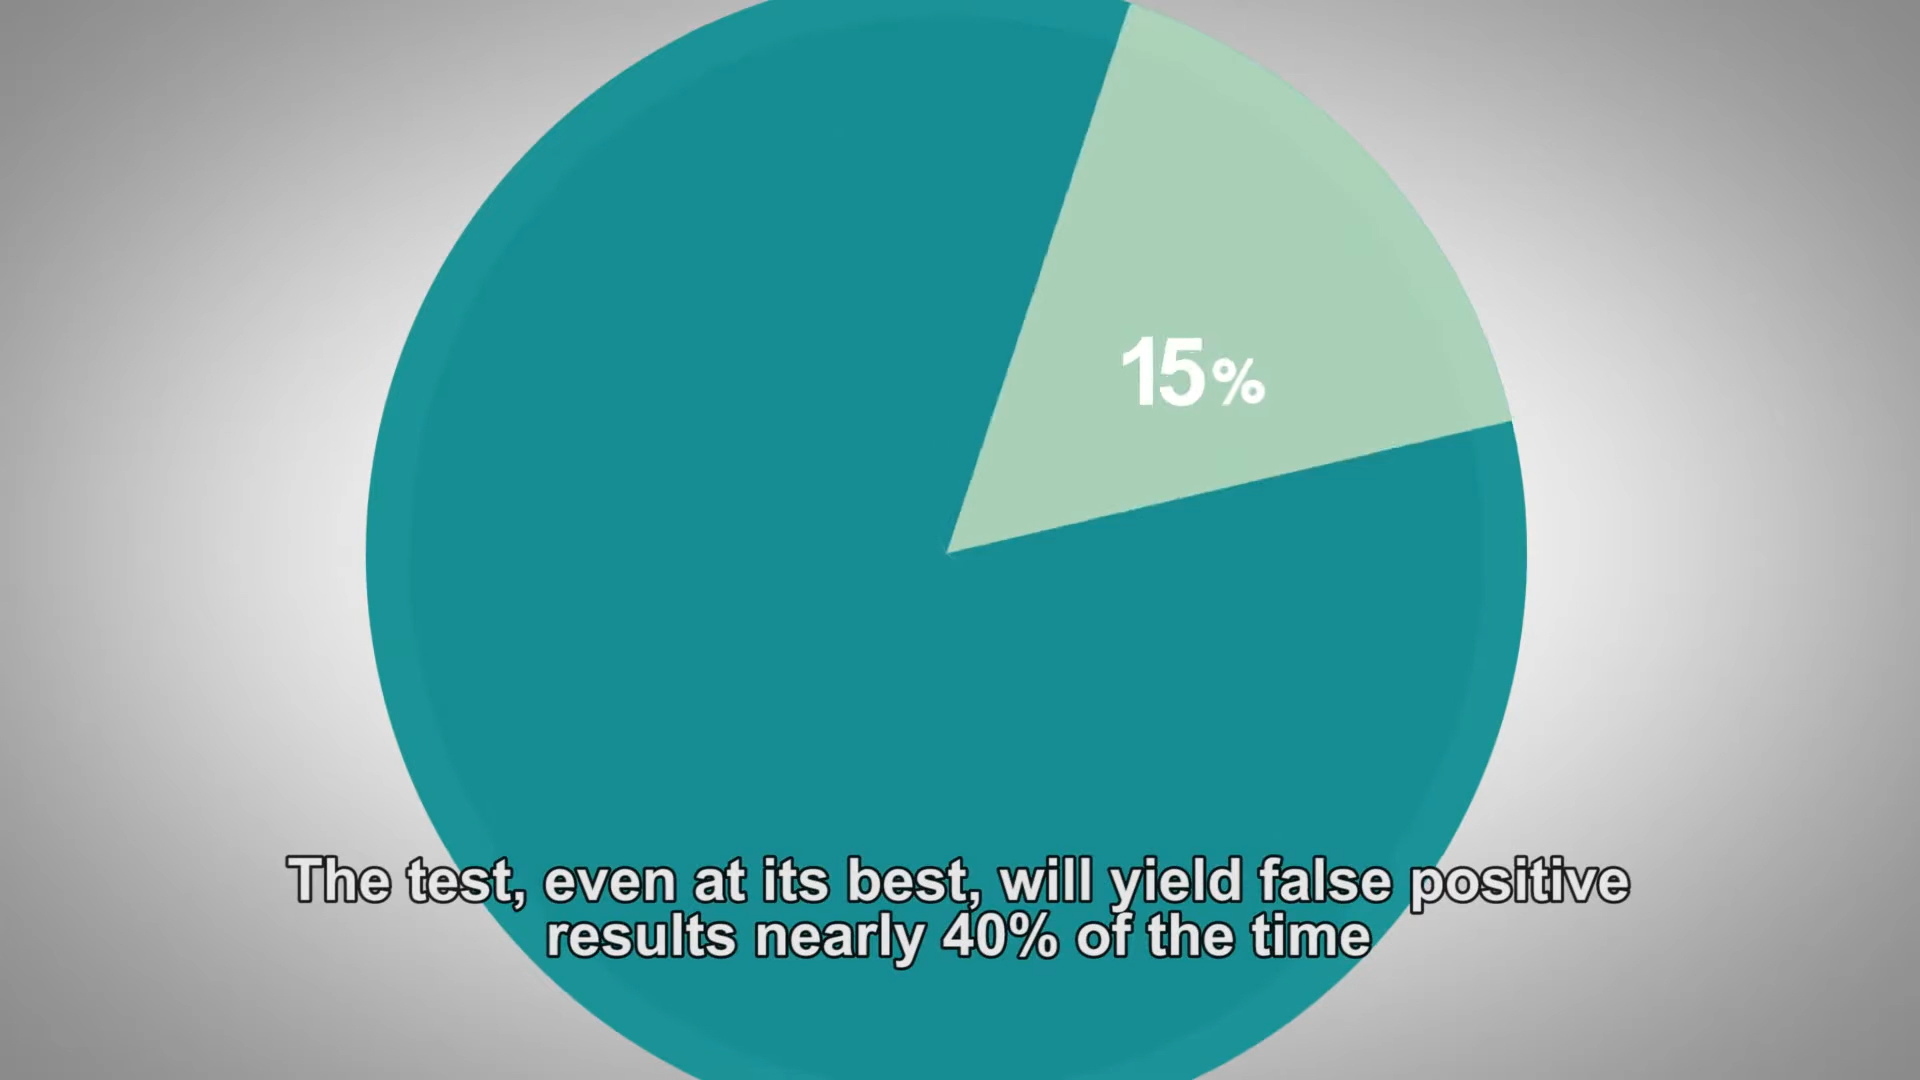 15%
The test, even at its best, will yield false positive
results nearly 40% of the time